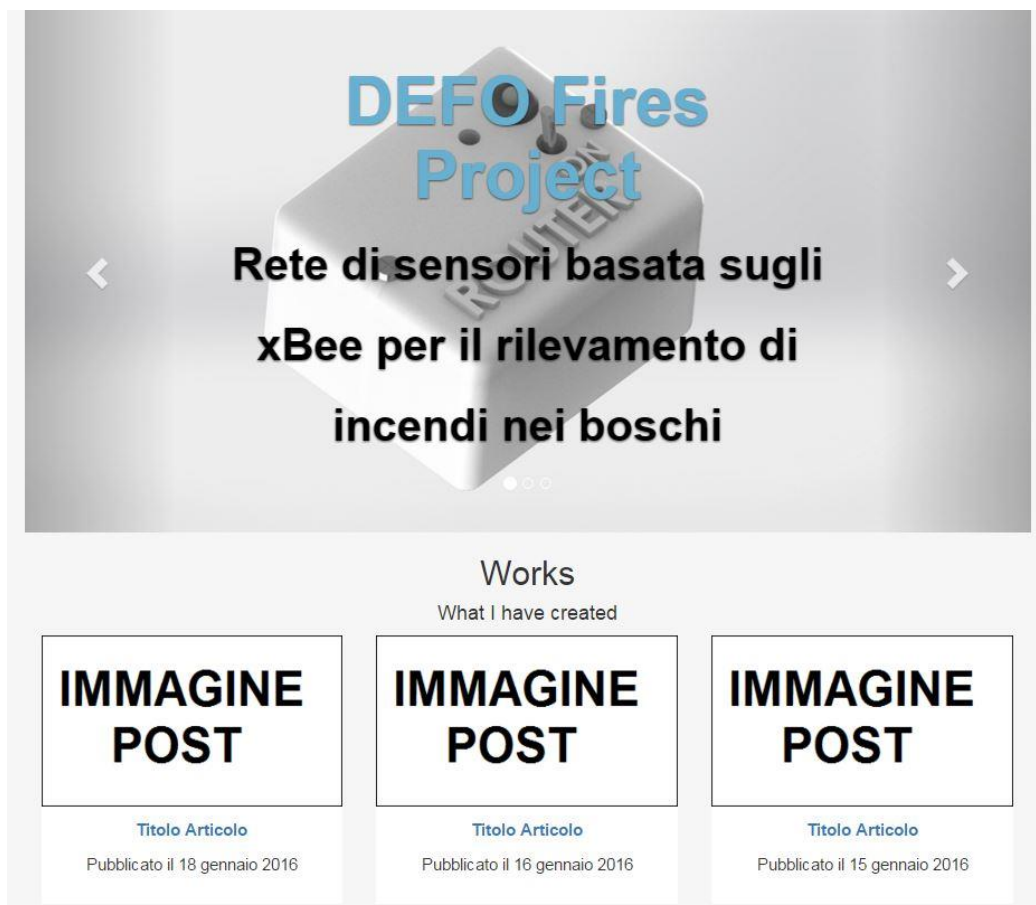 DEFO Fires
Project
ON
ROUTER
Rete di sensori basata sugli
xBee per il rilevamento di
incendi nei boschi
Works
What I have created
IMMAGINE
POST
IMMAGINE
POST
IMMAGINE
POST
Titolo Articolo
Titolo Articolo
Titolo Articolo
Pubblicato il 18 gennaio 2016
Pubblicato il 16 gennaio 2016
Pubblicato il 15 gennaio 2016